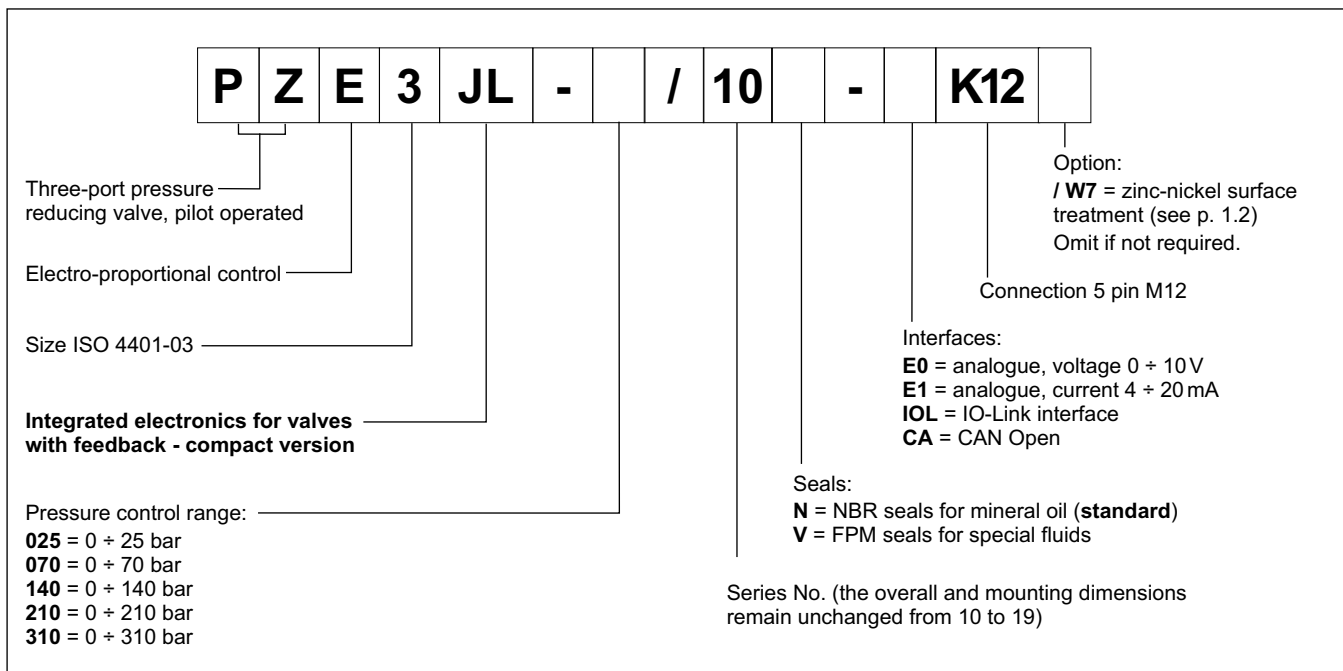 P Z E 3 JL - / 10 - K12
Three-port pressure
reducing valve, pilot operated
Electro-proportional control
Size ISO 4401-03
Integrated electronics for valves
with feedback - compact version
Pressure control range:
025 = 0 ÷ 25 bar
070 = 0 ÷ 70 bar
140 = 0 ÷ 140 bar
210 = 0 ÷ 210 bar
310 = 0 ÷ 310 bar
Option:
/ W7 = zinc-nickel surface
treatment (see p. 1.2)
Omit if not required.
Connection 5 pin M12
Interfaces:
E0 = analogue, voltage 0 ÷ 10 V
E1 = analogue, current 4 ÷ 20 mA
IOL = IO-Link interface
CA = CAN Open
Seals:
N = NBR seals for mineral oil (standard)
V = FPM seals for special fluids
Series No. (the overall and mounting dimensions
remain unchanged from 10 to 19)